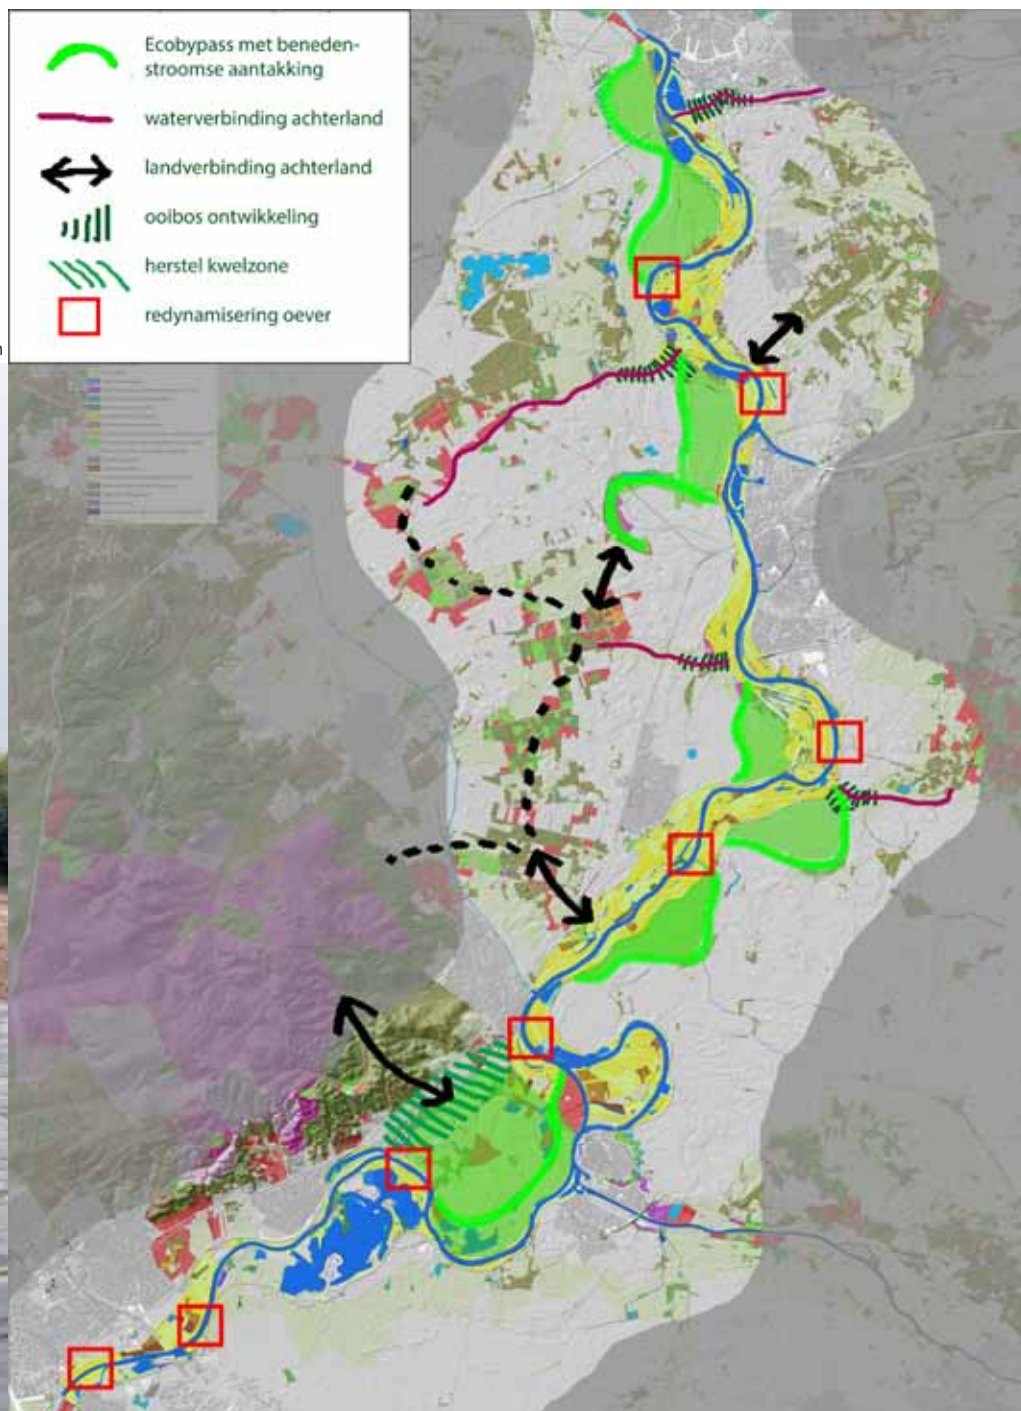 Ecobypass met beneden-
stroomse aantakking
waterverbinding achterland
landverbinding achterland
ooibos ontwikkeling
herstel kwelzone
redynamisering oever